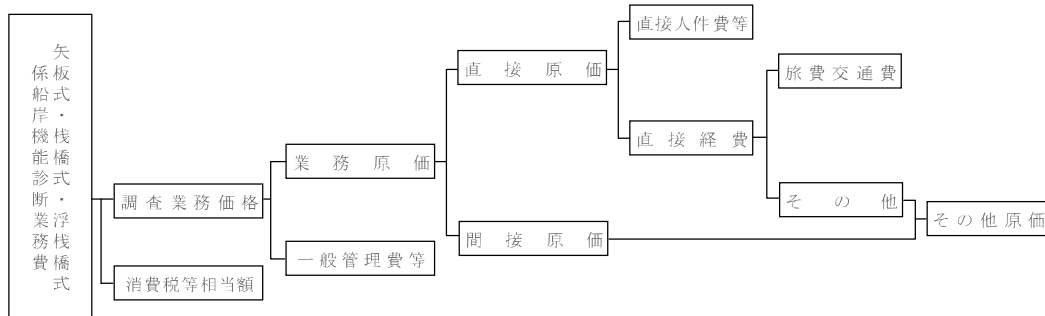 矢板式・桟橋式・浮桟橋式
係船岸機能診断業務費
調査業務価格
消費税等相当額
業務原価
一般管理費等
直接原価
間接原価
直接人件費等
直接経費
旅費交通費
その他
その他原価